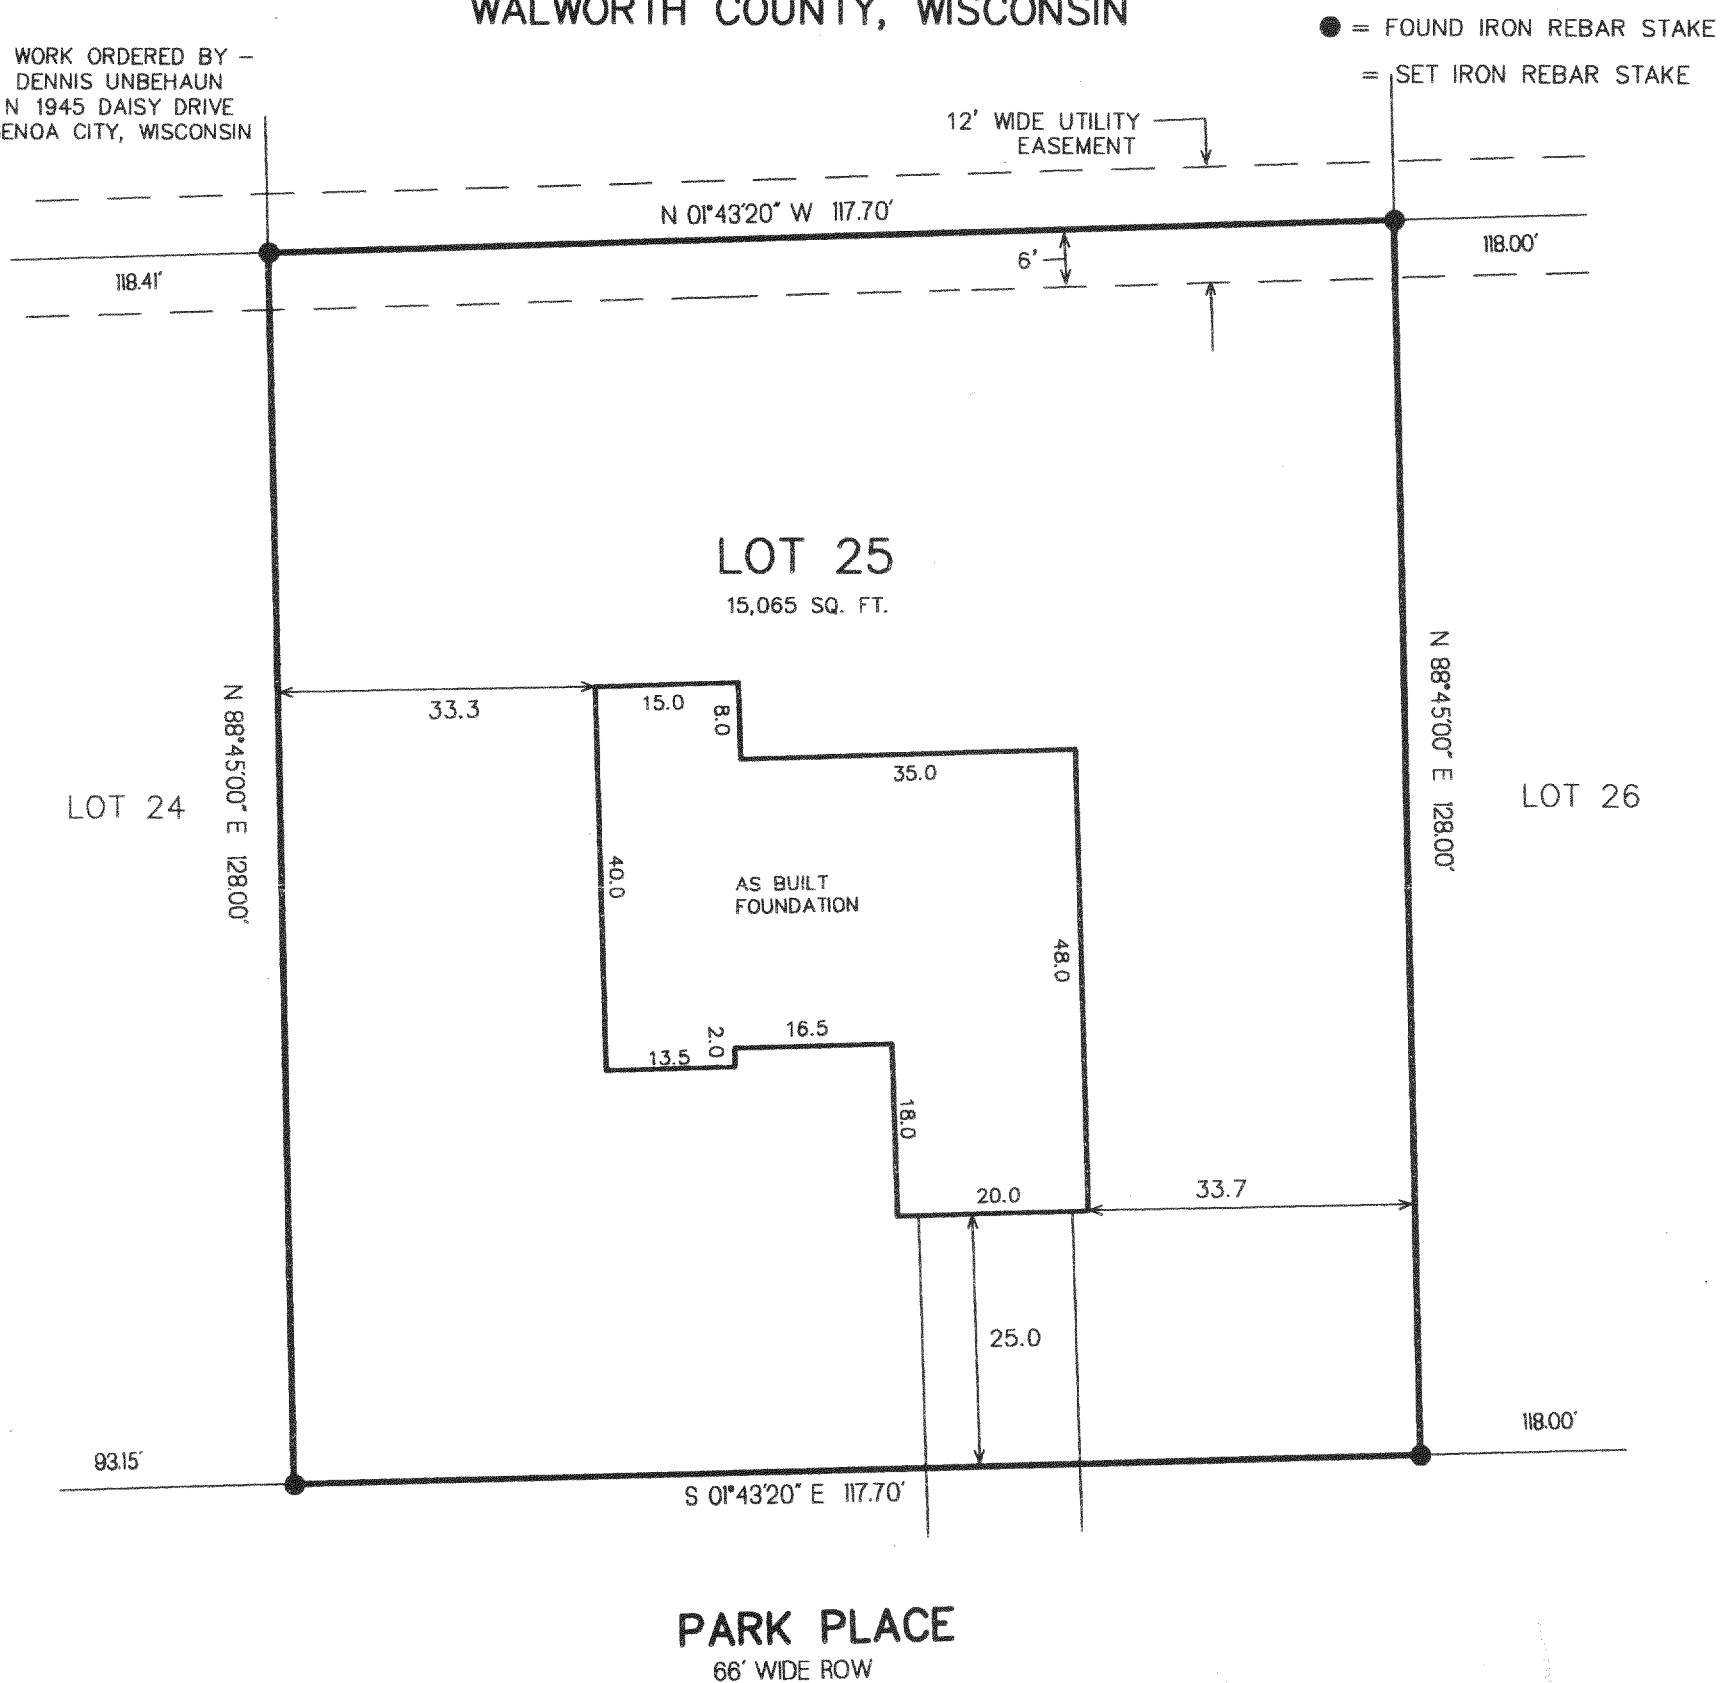 WALWORTH COUNTY, WISCONSIN
= FOUND IRON REBAR STAKE
= SET IRON REBAR STAKE
WORK ORDERED BY –
DENNIS UNBEHAUN
N 1945 DAISY DRIVE
ENOA CITY, WISCONSIN
12' WIDE UTILITY
EASEMENT
N 01°43'20" W 117.70'
118.41'
6'
118.00'
LOT 25
15,065 SQ. FT.
33.3
15.0
8.0
35.0
N 88°45'00" E 128.00'
N 88°45'00" E 128.00'
LOT 24
LOT 26
40.0
AS BUILT
FOUNDATION
48.0
13.5
2.0
16.5
18.0
20.0
33.7
25.0
93.15'
118.00'
S 01°43'20" E 117.70'
PARK PLACE
66' WIDE ROW